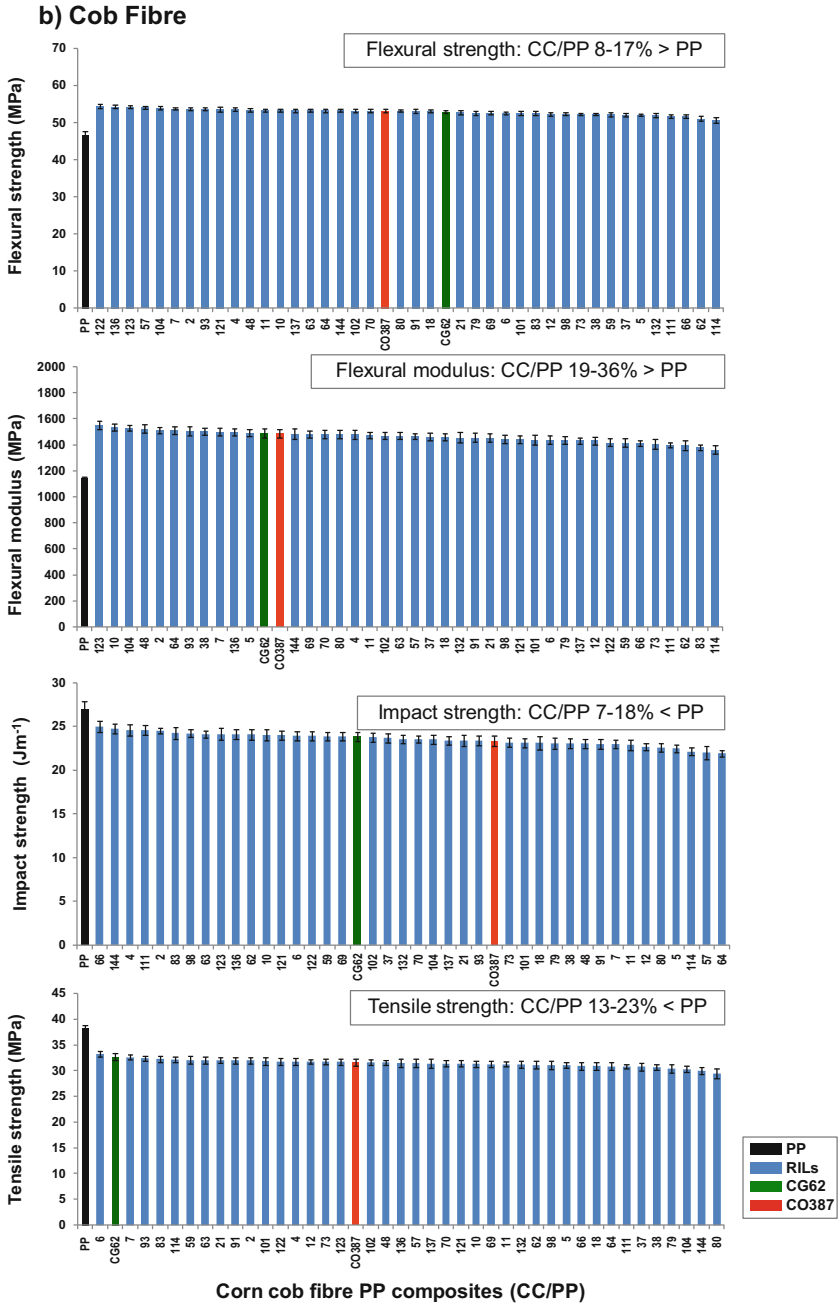 b) Cob Fibre
Flexural strength: CC/PP 8-17% > PP
Flexural strength (MPa)
70
60
50
40
30
20
10
0
PP 122 136 123 57 104 7 2 93 121 4 48 11 10 137 63 64 144 102 70 CO387 80 91 18 CG62 21 79 69 6 101 83 12 98 73 38 59 37 5 132 111 66 62 114
Flexural modulus: CC/PP 19-36% > PP
Flexural modulus (MPa)
2000
1800
1600
1400
1200
1000
800
600
400
200
0
PP 123 10 104 48 2 64 93 38 7 136 5 CG62 CO387 144 69 70 80 4 11 102 63 57 37 18 132 91 21 98 121 101 6 79 137 12 122 59 66 73 111 62 83 114
Impact strength: CC/PP 7-18% < PP
Impact strength (Jm-1)
30
25
20
15
10
5
0
PP 66 144 4 111 2 83 98 63 123 136 62 10 121 6 122 59 69 CG62 102 37 132 70 104 137 21 93 CO387 73 101 18 79 38 48 91 7 11 12 80 5 114 57 64
Tensile strength: CC/PP 13-23% < PP
Tensile strength (MPa)
45
40
35
30
25
20
15
10
5
0
PP 6 CG62 7 93 83 114 59 63 21 91 2 101 122 4 12 73 123 CO387 102 48 136 57 137 70 121 10 69 11 132 62 98 5 66 18 64 111 37 38 79 104 144 80
PP
RILs
CG62
CO387
Corn cob fibre PP composites (CC/PP)